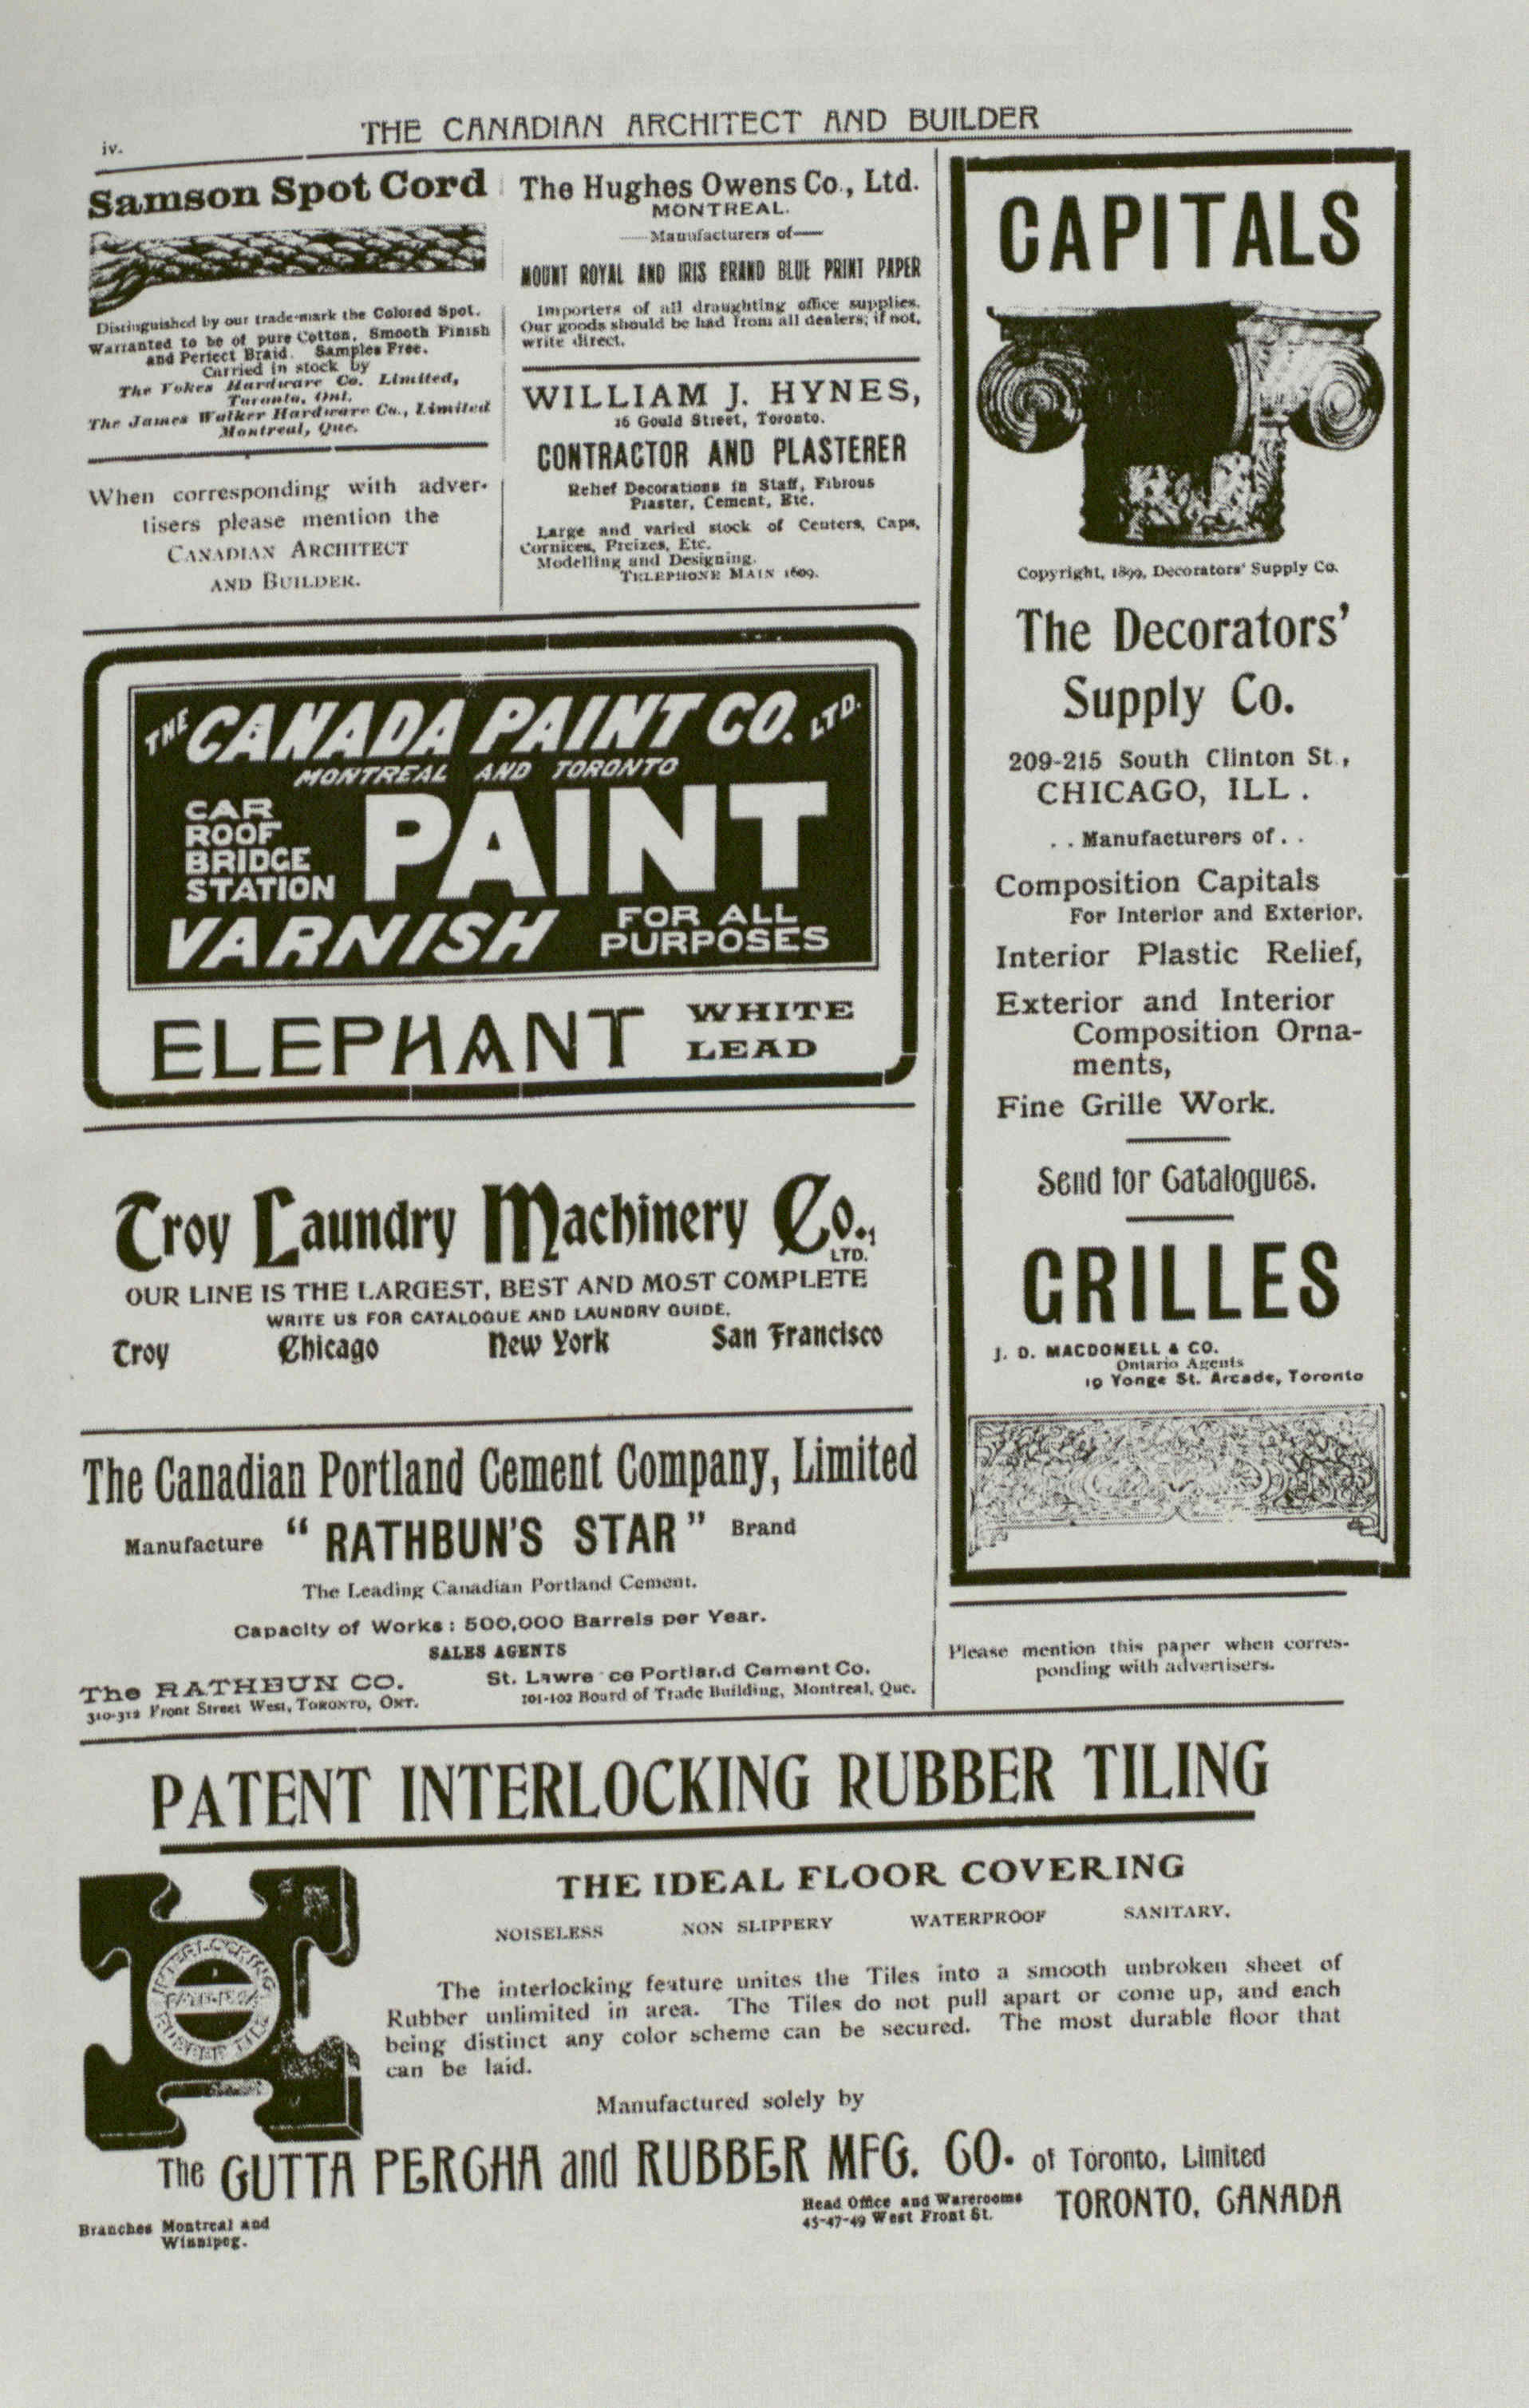 iv.
THE CANADIAN ARCHITECT AND BUILDER
Samson Spot Cord
Distinguished by our trade-mark the Colored Spot.
Warranted to be of pure Cotton, Smooth Finish
and Perfect Braid. Samples Free.
Carried in stock by
The Vokes Hardware Co. Limited,
Toronto, Ont.
The James Walker Hardware Co., Limited
Montreal, Que.
When corresponding with adver-
tisers please mention the
CANADIAN ARCHITECT
AND BUILDER.
The Hughes Owens Co., Ltd.
MONTREAL.
—Manufacturers of—
MOUNT ROYAL AND IRIS BRAND BLUE PRINT PAPER
Importers of all draughting office supplies.
Our goods should be had from all dealers; if not,
write direct.
WILLIAM J. HYNES,
16 Gould Street, Toronto.
CONTRACTOR AND PLASTERER
Relief Decorations in Staff, Fibrous
Plaster, Cement, Etc.
Large and varied stock of Centers, Caps,
Cornices, Freizes, Etc.
Modelling and Designing.
TELEPHONE MAIN 1609.
THE CANADA PAINT CO. LTD.
MONTREAL AND TORONTO
CAR
ROOF
BRIDGE
STATION
PAINT
VARNISH FOR ALL
PURPOSES
ELEPHANT WHITE
LEAD
Troy Laundry Machinery Co.,
LTD.
OUR LINE IS THE LARGEST, BEST AND MOST COMPLETE
WRITE US FOR CATALOGUE AND LAUNDRY GUIDE.
Troy Chicago New York San Francisco
The Canadian Portland Cement Company, Limited
Manufacture “ RATHBUN'S STAR ” Brand
The Leading Canadian Portland Cement.
Capacity of Works : 500,000 Barrels per Year.
SALES AGENTS
The RATHBUN CO.
310-312 Front Street West, TORONTO, ONT.
St. Lawre ce Portland Cement Co.
101-102 Board of Trade Building, Montreal, Que.
CAPITALS
Copyright, 1899, Decorators' Supply Co.
The Decorators'
Supply Co.
209-215 South Clinton St.,
CHICAGO, ILL .
. . Manufacturers of . .
Composition Capitals
For Interior and Exterior.
Interior Plastic Relief,
Exterior and Interior
Composition Orna-
ments,
Fine Grille Work.
Send for Catalogues.
GRILLES
J. D. MACDONELL & CO.
Ontario Agents
19 Yonge St. Arcade, Toronto
Please mention this paper when corres-
ponding with advertisers.
PATENT INTERLOCKING RUBBER TILING
THE IDEAL FLOOR COVERING
NOISELESS NON SLIPPERY WATERPROOF SANITARY.
INTERLOCKING
RUBBER TILE
The interlocking feature unites the Tiles into a smooth unbroken sheet of
Rubber unlimited in area. The Tiles do not pull apart or come up, and each
being distinct any color scheme can be secured. The most durable floor that
can be laid.
Manufactured solely by
The GUTTA PERCHA and RUBBER MFG. CO. of Toronto, Limited
Head Office and Warerooms
45-47-49 West Front St.
TORONTO, CANADA
Branches Montreal and
Winnipeg.